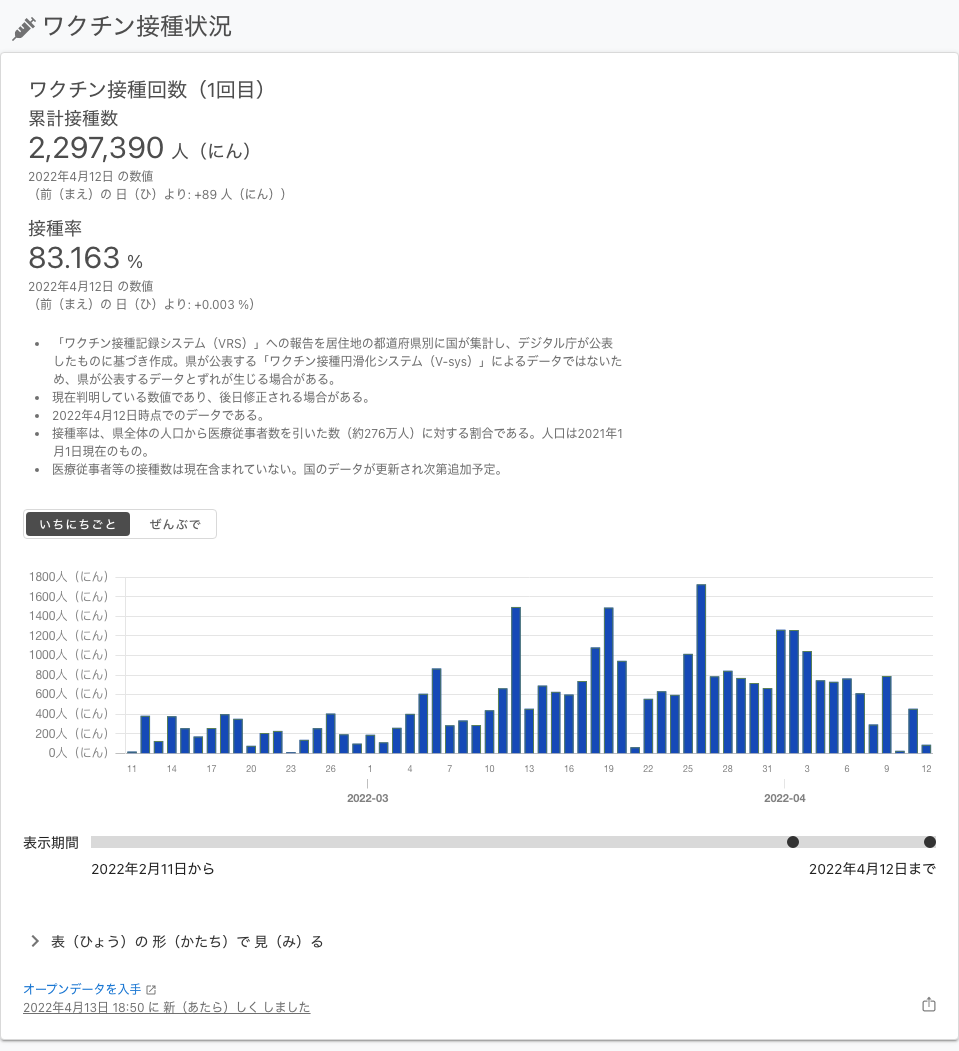 ワクチン接種状況
ワクチン接種回数（1回目）
累計接種数
2,297,390 人（にん）
2022年4月12日 の数値
（前（まえ）の 日（ひ）より: +89 人（にん））
接種率
83.163 %
2022年4月12日 の数値
（前（まえ）の 日（ひ）より: +0.003 %）
• 「ワクチン接種記録システム（VRS）」への報告を居住地の都道府県別に国が集計し、デジタル庁が公表
したものに基づき作成。県が公表する「ワクチン接種円滑化システム（V-sys）」によるデータではないた
め、県が公表するデータとずれが生じる場合がある。
• 現在判明している数値であり、後日修正される場合がある。
• 2022年4月12日時点でのデータである。
• 接種率は、県全体の人口から医療従事者数を引いた数（約276万人）に対する割合である。人口は2021年1
月1日現在のもの。
• 医療従事者等の接種数は現在含まれていない。国のデータが更新され次第追加予定。
いちにちごと ぜんぶで
1800人（にん）
1600人（にん）
1400人（にん）
1200人（にん）
1000人（にん）
800人（にん）
600人（にん）
400人（にん）
200人（にん）
0人（にん）
11 14 17 20 23 26 1 4 7 10 13 16 19 22 25 28 31 3 6 9 12
2022-03 2022-04
表示期間
2022年2月11日から 2022年4月12日まで
表（ひょう）の 形（かたち）で 見（み）る
オープンデータを入手
2022年4月13日 18:50 に 新（あたら）しく しました